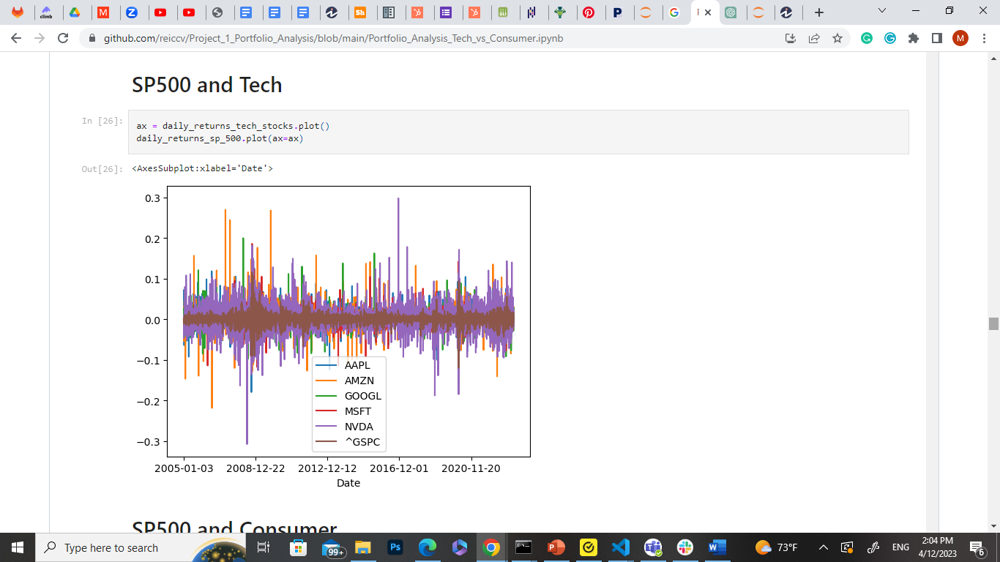 github.com/reiccv/Project_1_Portfolio_Analysis/blob/main/Portfolio_Analysis_Tech_vs_Consumer.ipynb
SP500 and Tech
In [26]:
ax = daily_returns_tech_stocks.plot()
daily_returns_sp_500.plot(ax=ax)
Out[26]:
<AxesSubplot:xlabel='Date'>
0.3
0.2
0.1
0.0
−0.1
−0.2
−0.3
AAPL
AMZN
GOOGL
MSFT
NVDA
^GSPC
2005-01-03 2008-12-22 2012-12-12 2016-12-01 2020-11-20
Date
SP500 and Consumer
Type here to search
99+
73°F
ENG
2:04 PM
4/12/2023
6